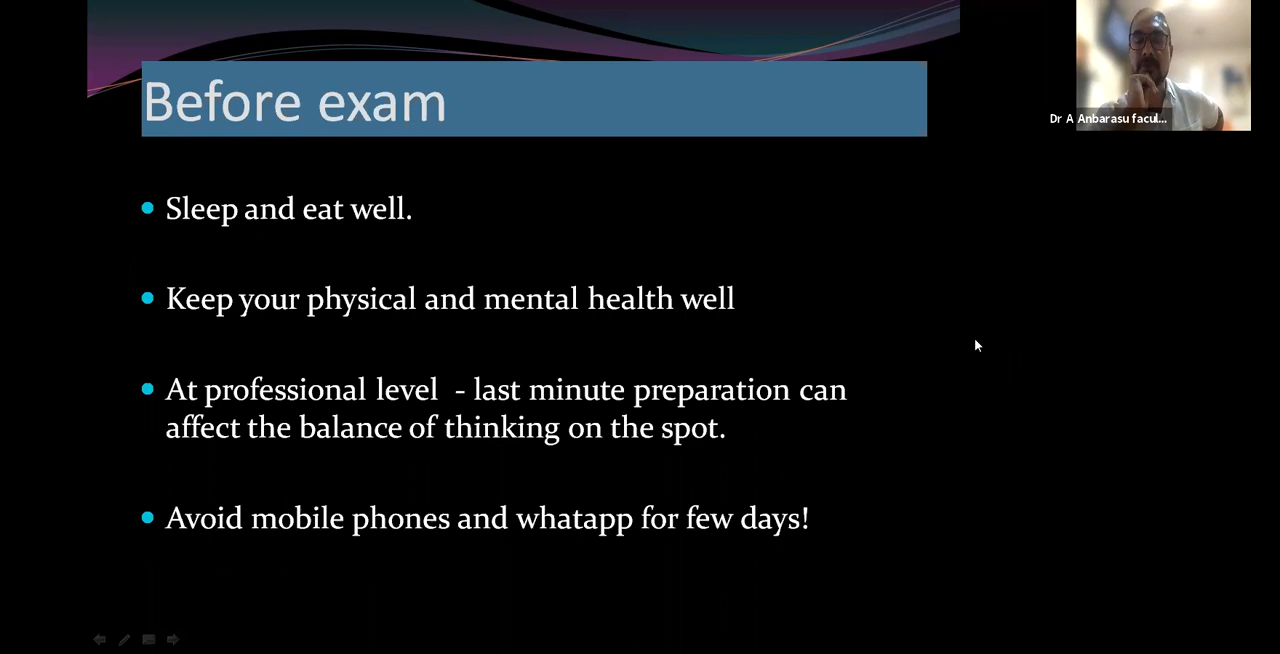 Before exam
Dr A Anbarasu facul...
Sleep and eat well.
Keep your physical and mental health well
At professional level - last minute preparation can
affect the balance of thinking on the spot.
Avoid mobile phones and whatapp for few days!